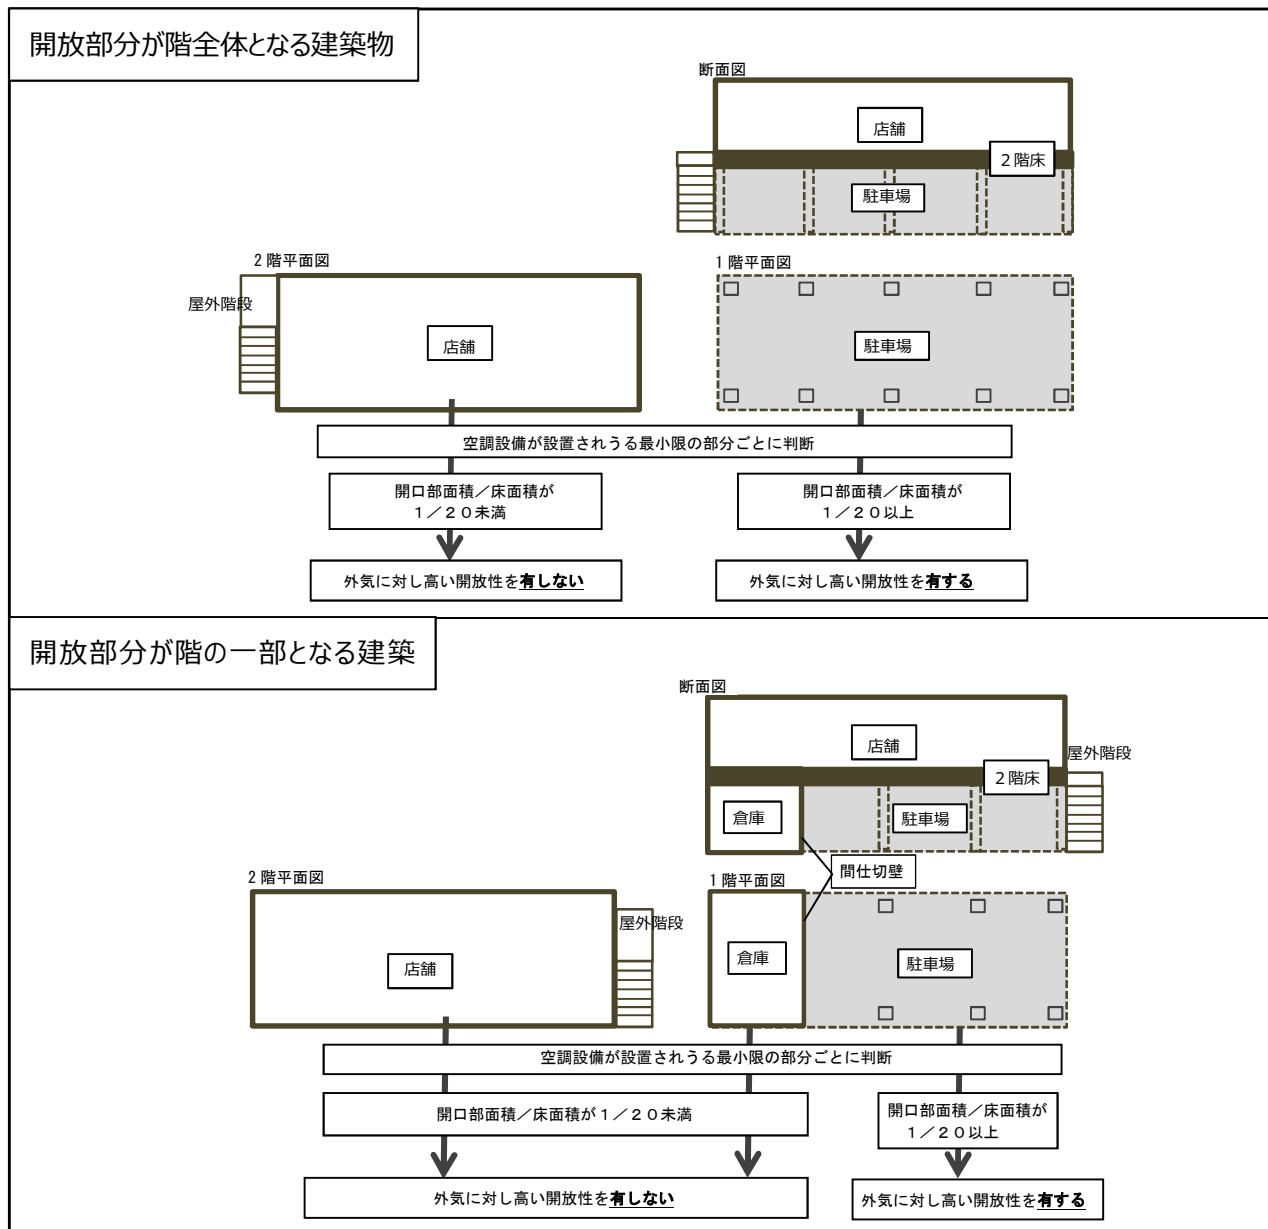 開放部分が階全体となる建築物
断面図
店舗
２階床
駐車場
2 階平面図
屋外階段
店舗
1 階平面図
駐車場
空調設備が設置されうる最小限の部分ごとに判断
開口部面積／床面積が
１／２０未満
開口部面積／床面積が
１／２０以上
外気に対し高い開放性を有しない
外気に対し高い開放性を有する
開放部分が階の一部となる建築
断面図
店舗
屋外階段
２階床
倉庫
駐車場
間仕切壁
2 階平面図
店舗
屋外階段
1 階平面図
倉庫
駐車場
空調設備が設置されうる最小限の部分ごとに判断
開口部面積／床面積が１／２０未満
開口部面積／床面積が
１／２０以上
外気に対し高い開放性を有しない
外気に対し高い開放性を有する